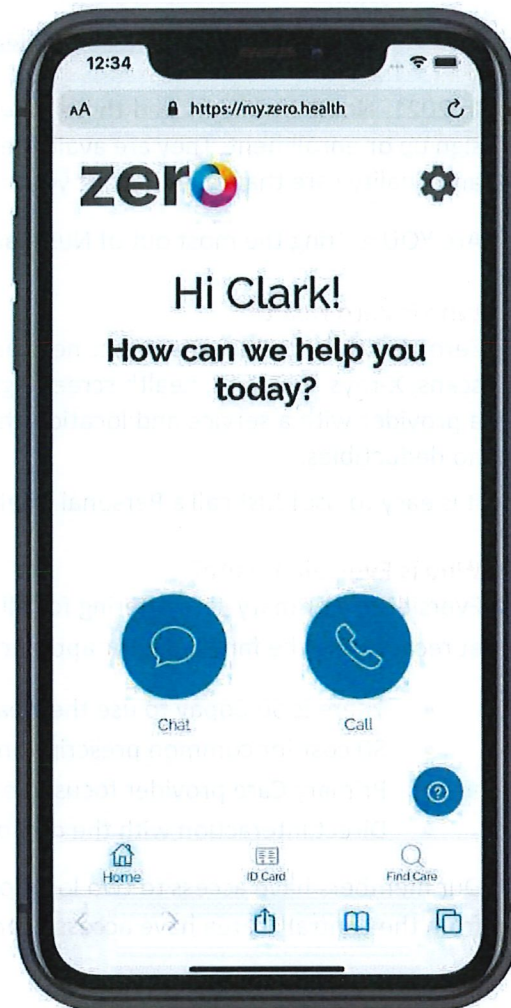 12:34
AA https://my.zero.health
zero
Hi Clark!
How can we help you
today?
Chat Call
Home ID Card Find Care